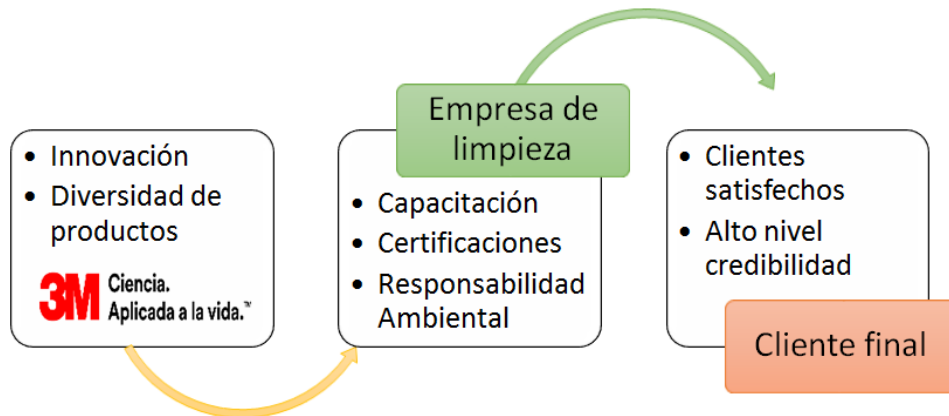 • Innovación
• Diversidad de
productos
3M Ciencia.
Aplicada a la vida.™
Empresa de
limpieza
• Capacitación
• Certificaciones
• Responsabilidad
Ambiental
• Clientes
satisfechos
• Alto nivel
credibilidad
Cliente final